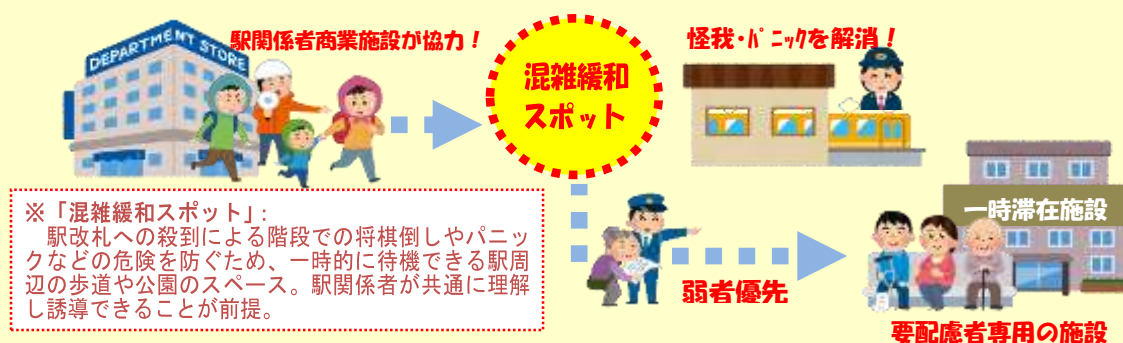 DEPARTMENT STORE
駅関係者商業施設が協力！
混雑緩和
スポット
怪我・ﾊﾟﾆｯｸを解消！
※「混雑緩和スポット」：
駅改札への殺到による階段での将棋倒しやパニッ
クなどの危険を防ぐため、一時的に待機できる駅周
辺の歩道や公園のスペース。駅関係者が共通に理解
し誘導できることが前提。
弱者優先
一時滞在施設
要配慮者専用の施設